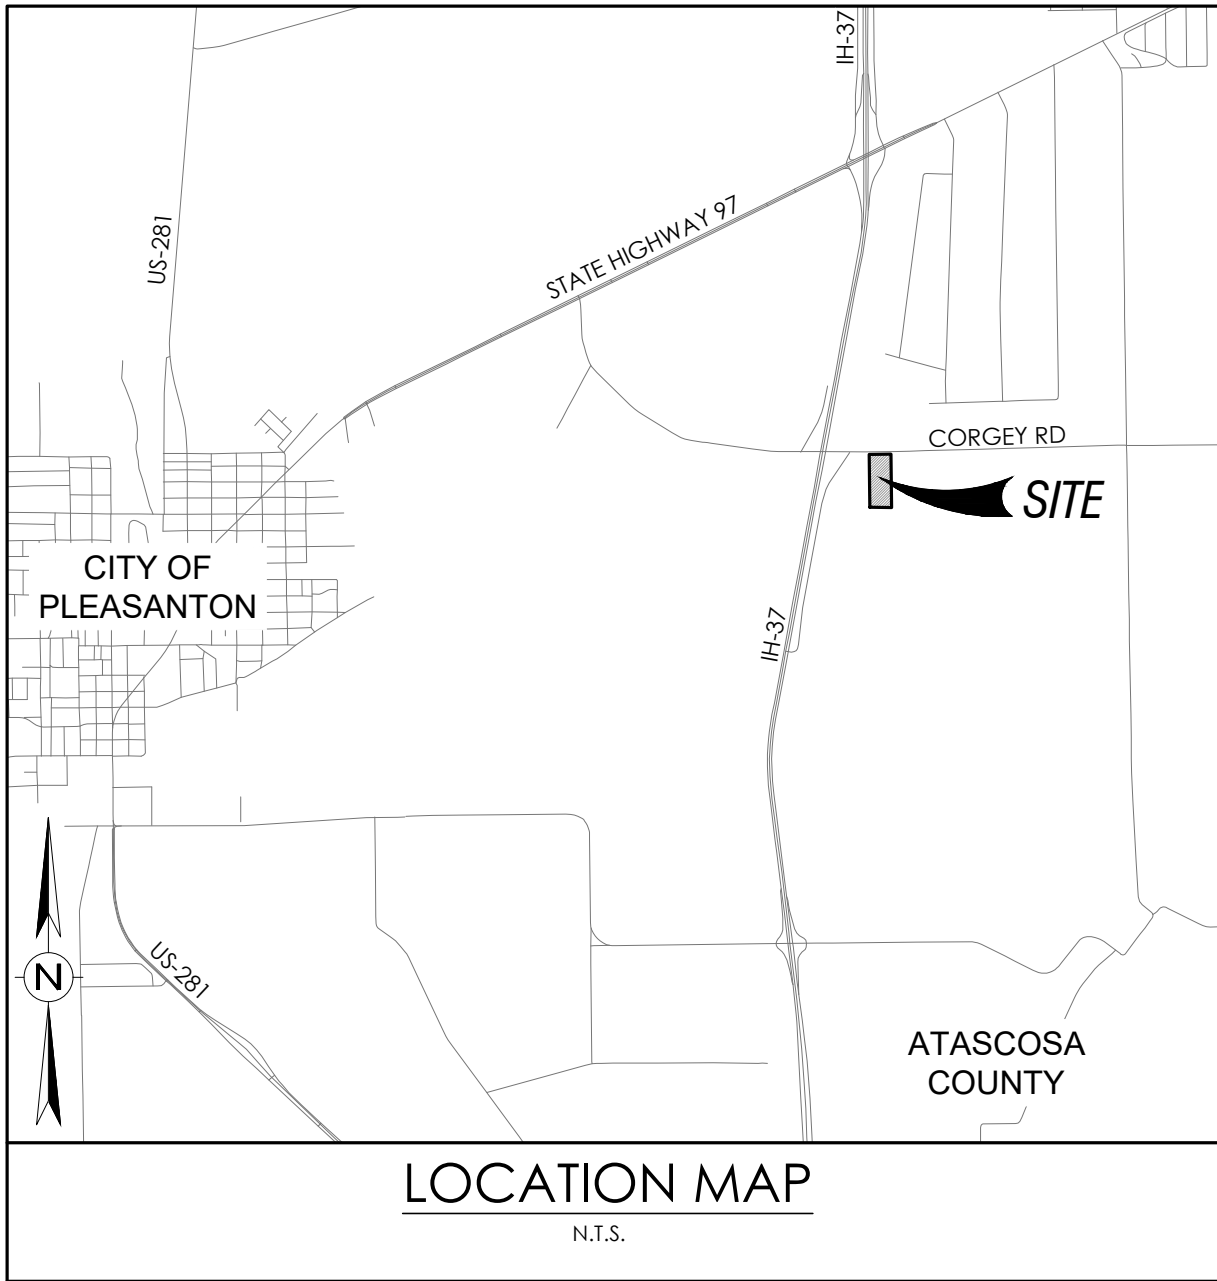 IH-37
US-281
STATE HIGHWAY 97
CORGEY RD
SITE
CITY OF
PLEASANTON
IH-37
US-281
N
ATASCOSA
COUNTY
LOCATION MAP
N.T.S.